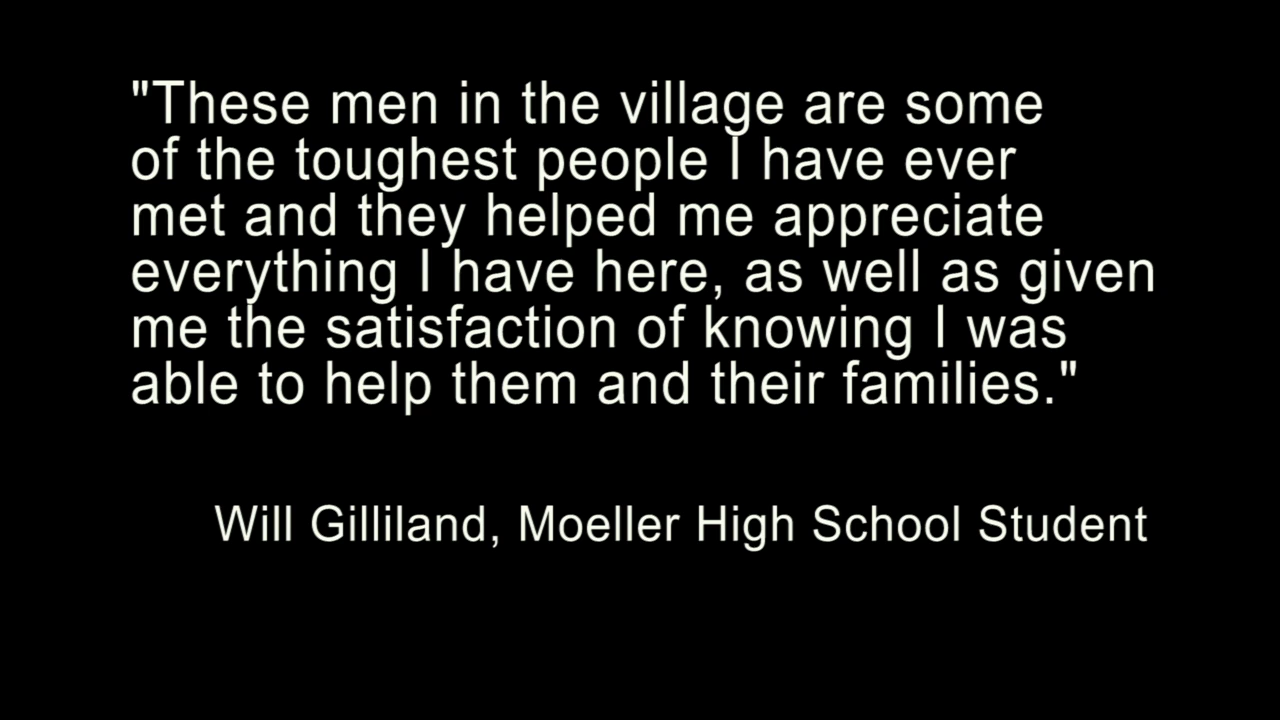 "These men in the village are some
of the toughest people I have ever
met and they helped me appreciate
everything I have here, as well as given
me the satisfaction of knowing I was
able to help them and their families."
Will Gilliland, Moeller High School Student